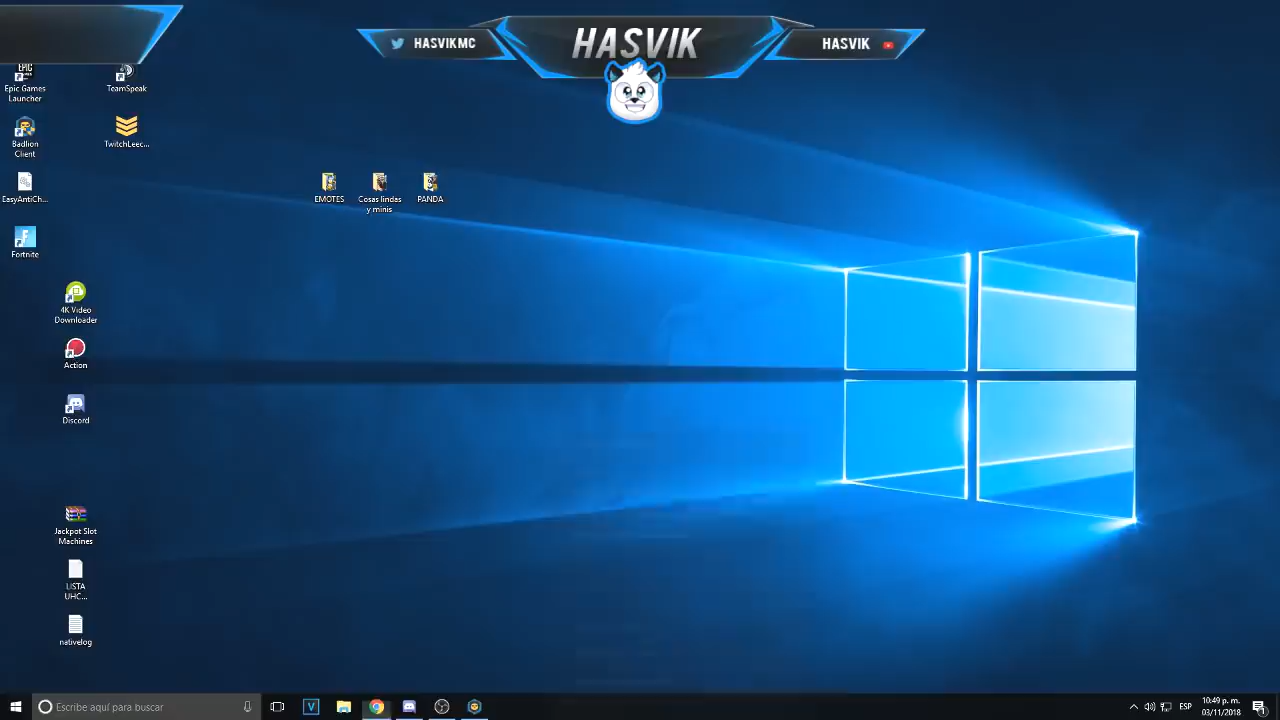 HASVIKMC
HASVIK
HASVIK
EPIC
Epic Games
Launcher
TeamSpeak
Badlion
Client
TwitchLeec...
EasyAntiCh...
EMOTES
Cosas lindas
y minis
PANDA
Fortnite
4K Video
Downloader
Action
Discord
Jackpot Slot
Machines
LISTA
UHC...
nativelog
Escribe aquí para buscar
V
ESP
10:49 p. m.
03/11/2018
1